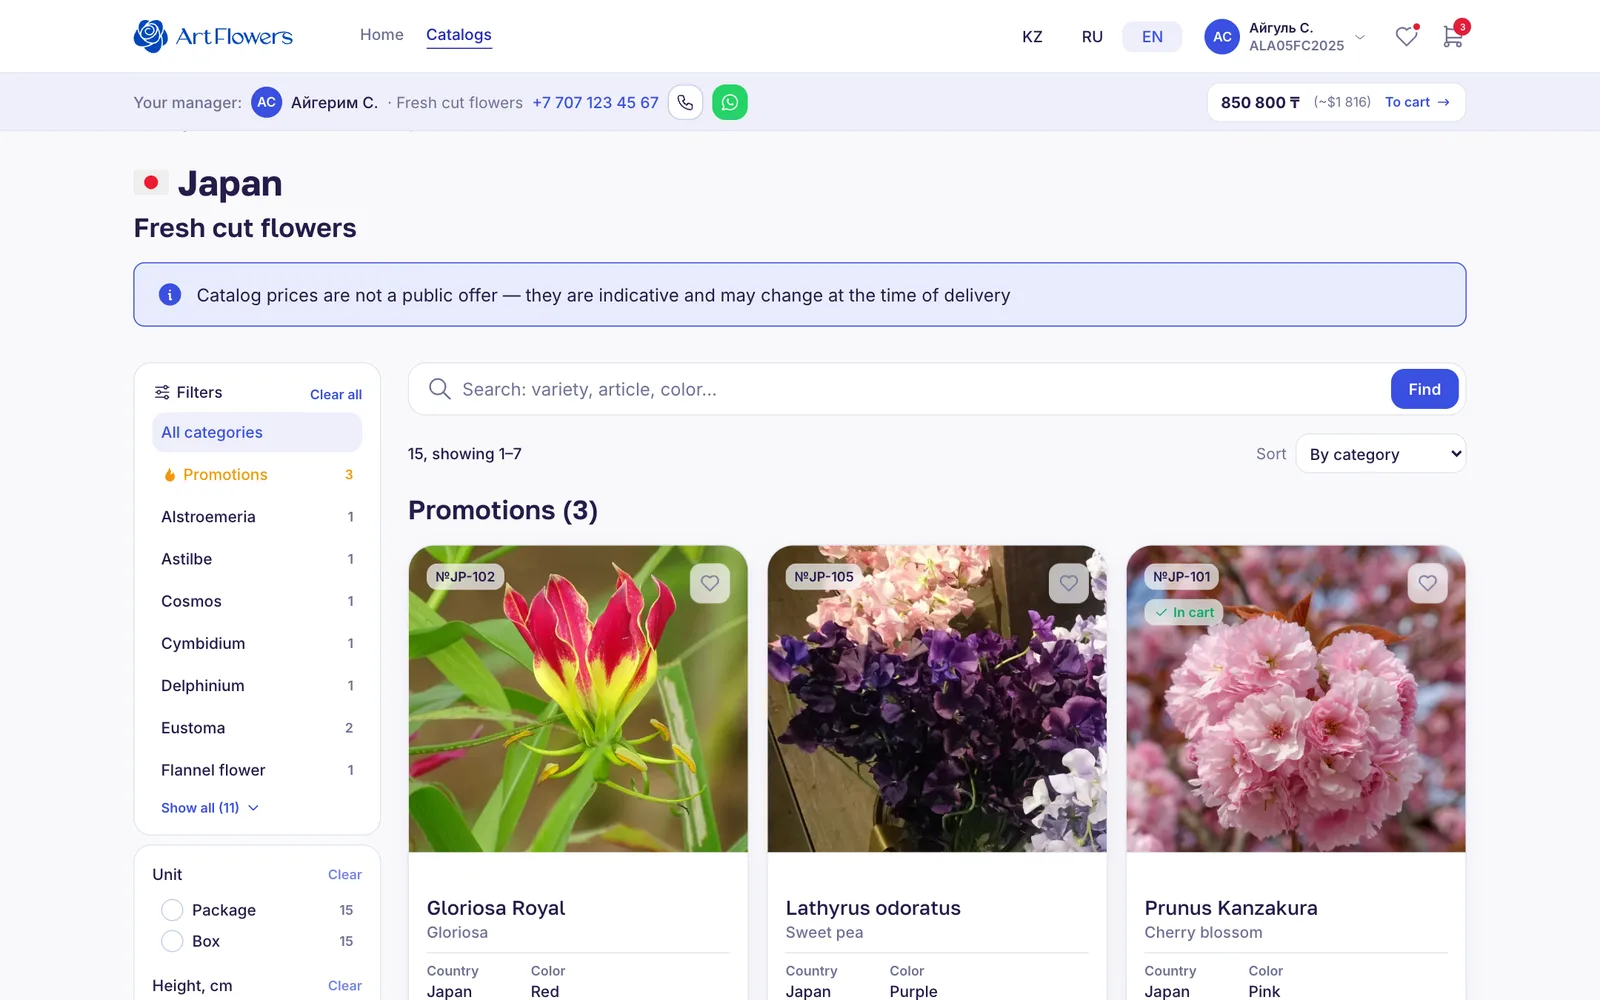 ArtFlowers
Home
Catalogs
KZ
RU
EN
AC
Айгуль С.
ALA05FC2025
3
Your manager:
AC
Айгерим С.
· Fresh cut flowers
+7 707 123 45 67
850 800 ₸
(~$1 816)
To cart →
Japan
Fresh cut flowers
Catalog prices are not a public offer — they are indicative and may change at the time of delivery
Filters
Clear all
All categories
Promotions 3
Alstroemeria 1
Astilbe 1
Cosmos 1
Cymbidium 1
Delphinium 1
Eustoma 2
Flannel flower 1
Show all (11)
Unit
Clear
Package 15
Box 15
Height, cm
Clear
Search: variety, article, color...
Find
15, showing 1–7
Sort
By category
Promotions (3)
№JP-102
Gloriosa Royal
Gloriosa
Country
Color
Japan
Red
№JP-105
Lathyrus odoratus
Sweet pea
Country
Color
Japan
Purple
№JP-101
In cart
Prunus Kanzakura
Cherry blossom
Country
Color
Japan
Pink